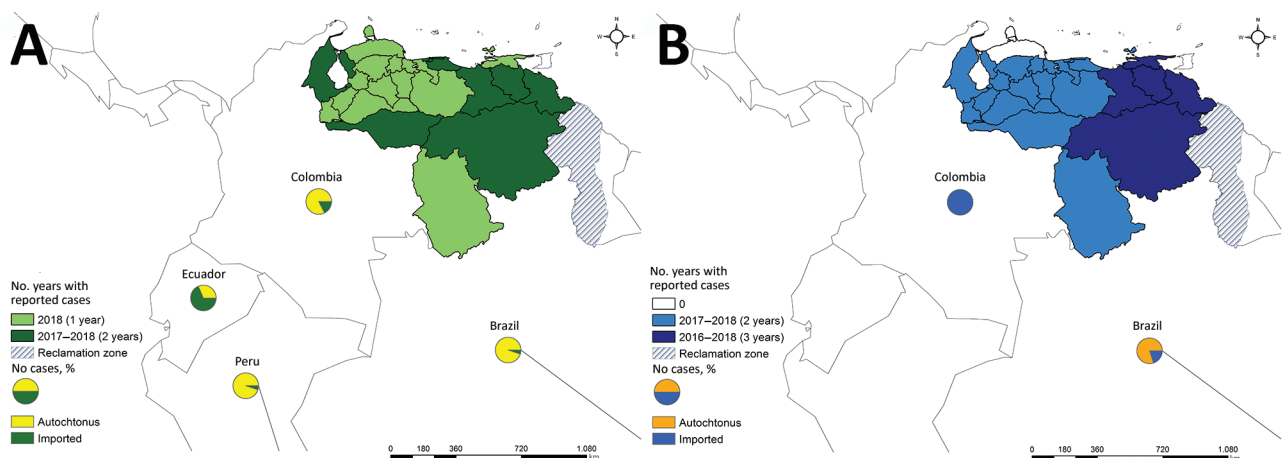 A
N
W E
S
Colombia
Ecuador
Peru
Brazil
No. years with
reported cases
2018 (1 year)
2017–2018 (2 years)
Reclamation zone
No cases, %
Autochtonus
Imported
0 180 360 720 1.080
km
B
N
W E
S
Colombia
Brazil
No. years with
reported cases
0
2017–2018 (2 years)
2016–2018 (3 years)
Reclamation zone
No cases, %
Autochtonus
Imported
0 180 360 720 1.080
km